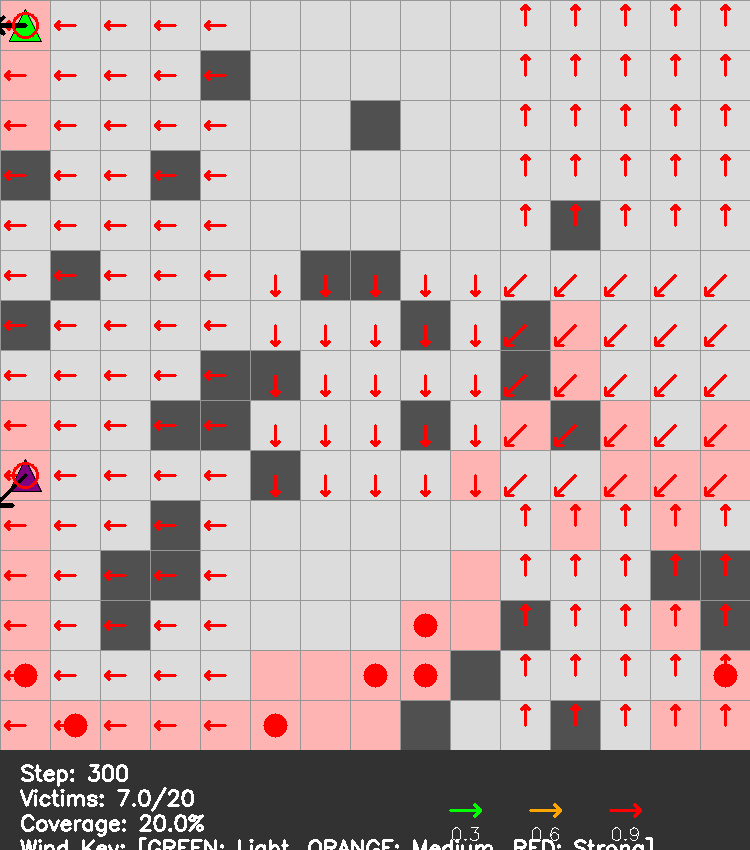 Step: 300
Victims: 7.0/20
Coverage: 20.0%
0.3 0.6 0.9
Wind Key: [GREEN: Light, ORANGE: Medium, RED: Strong]